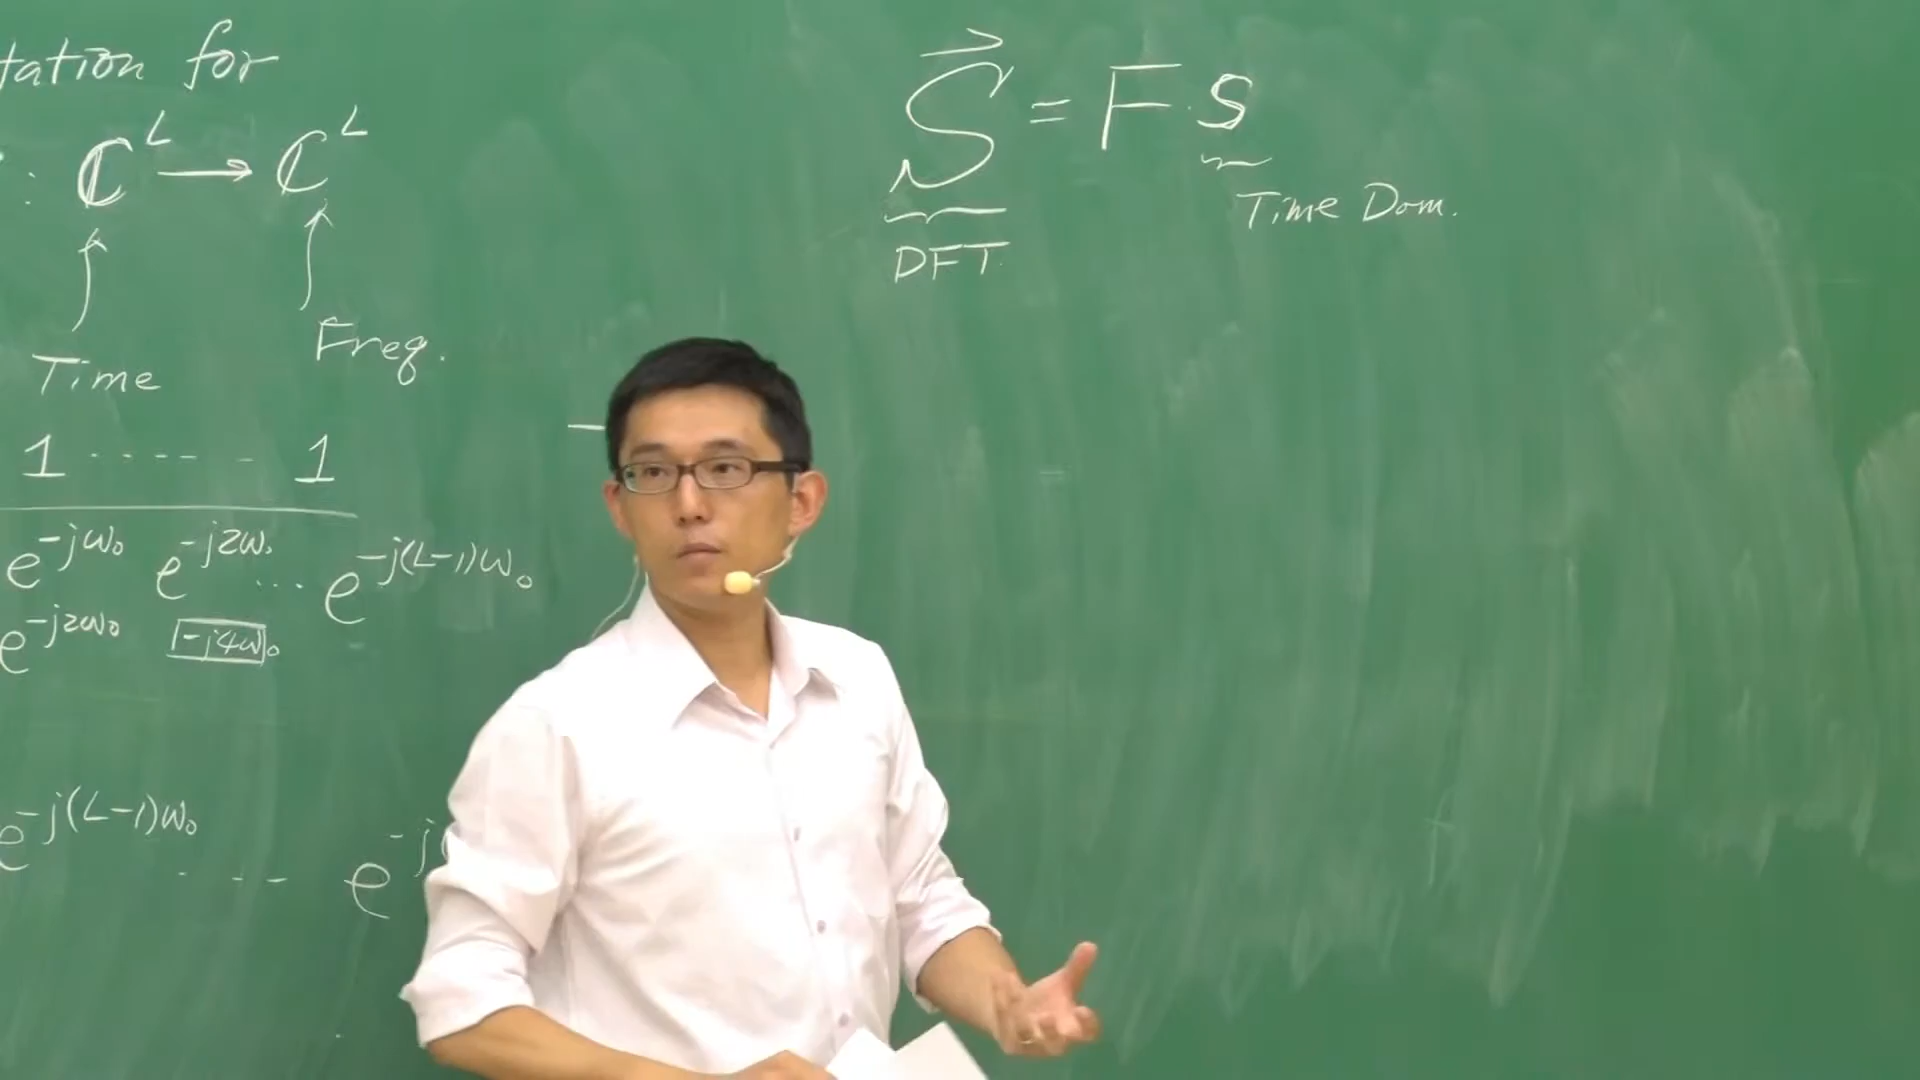 tation for
: ℂ^L → ℂ^L
Time
Freq.
1 ----- 1
e^{-jω₀} e^{-j2ω₀} ... e^{-j(L-1)ω₀}
e^{-j2ω₀} -j4ω₀
e^{-j(L-1)ω₀} --- e^{-j
S⃗ = F · s
Time Dom.
DFT.